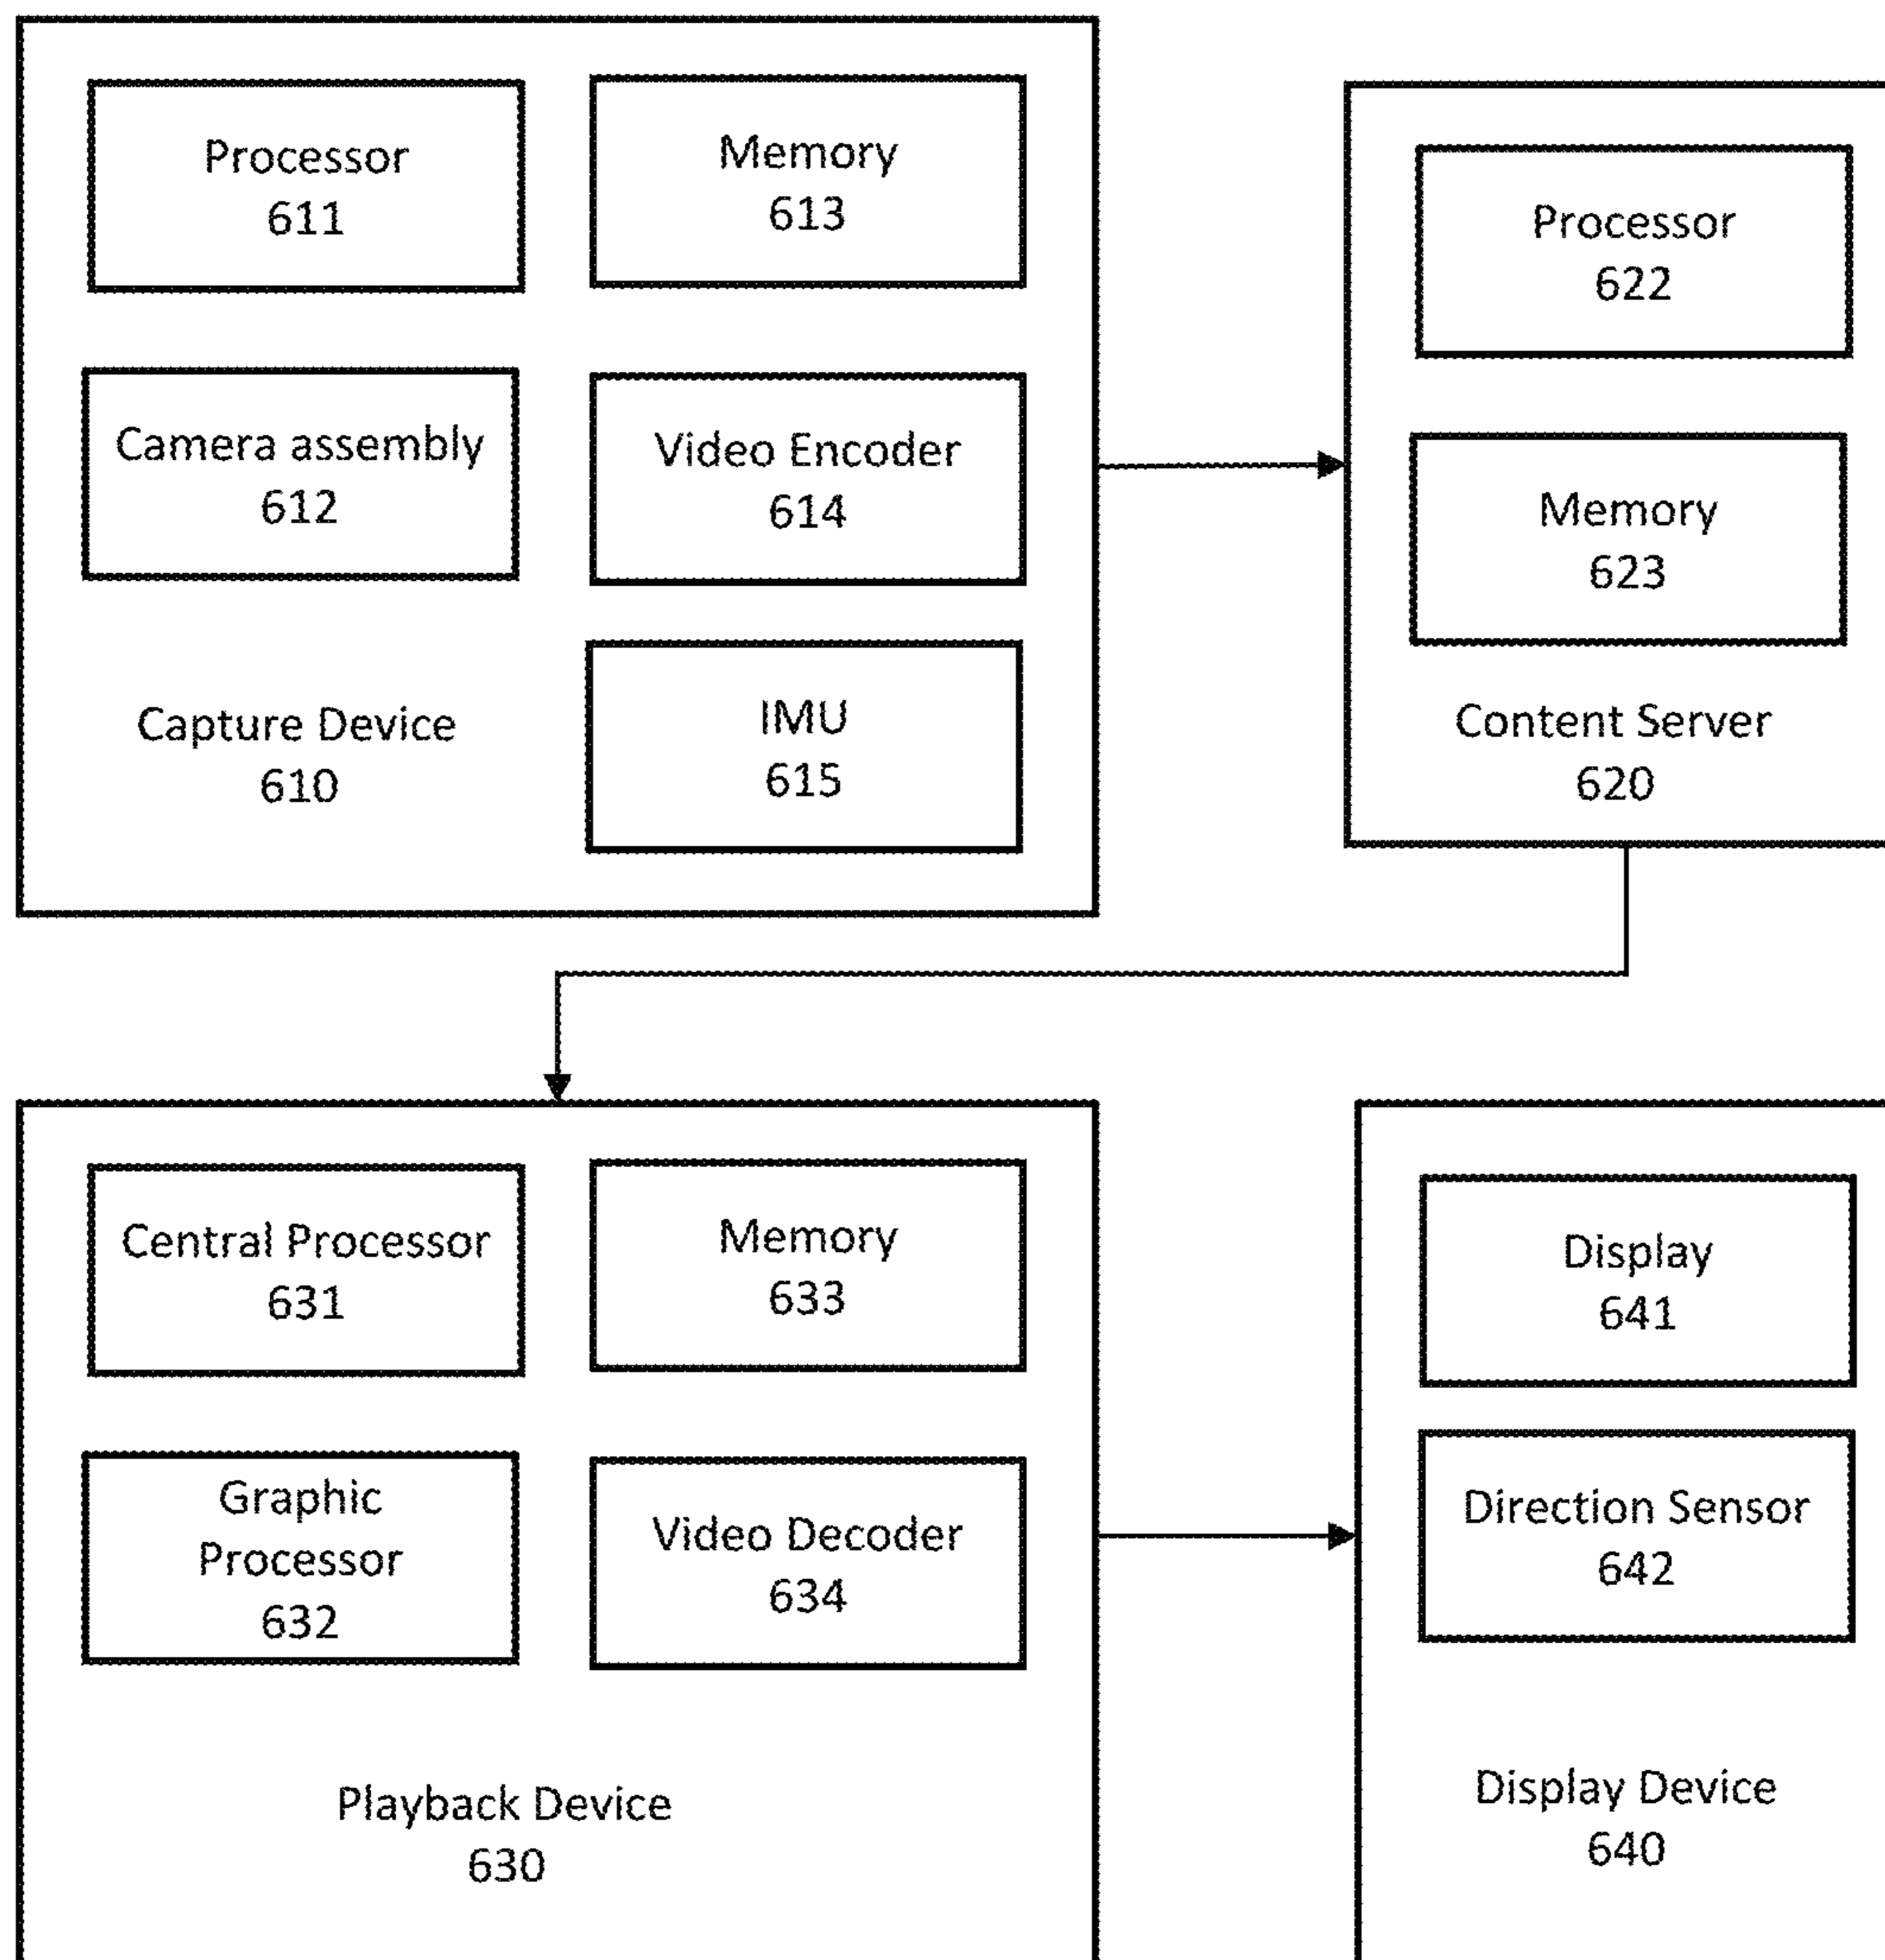 Processor
611
Memory
613
Camera assembly
612
Video Encoder
614
Capture Device
610
IMU
615
Processor
622
Memory
623
Content Server
620
Central Processor
631
Memory
633
Graphic
Processor
632
Video Decoder
634
Playback Device
630
Display
641
Direction Sensor
642
Display Device
640